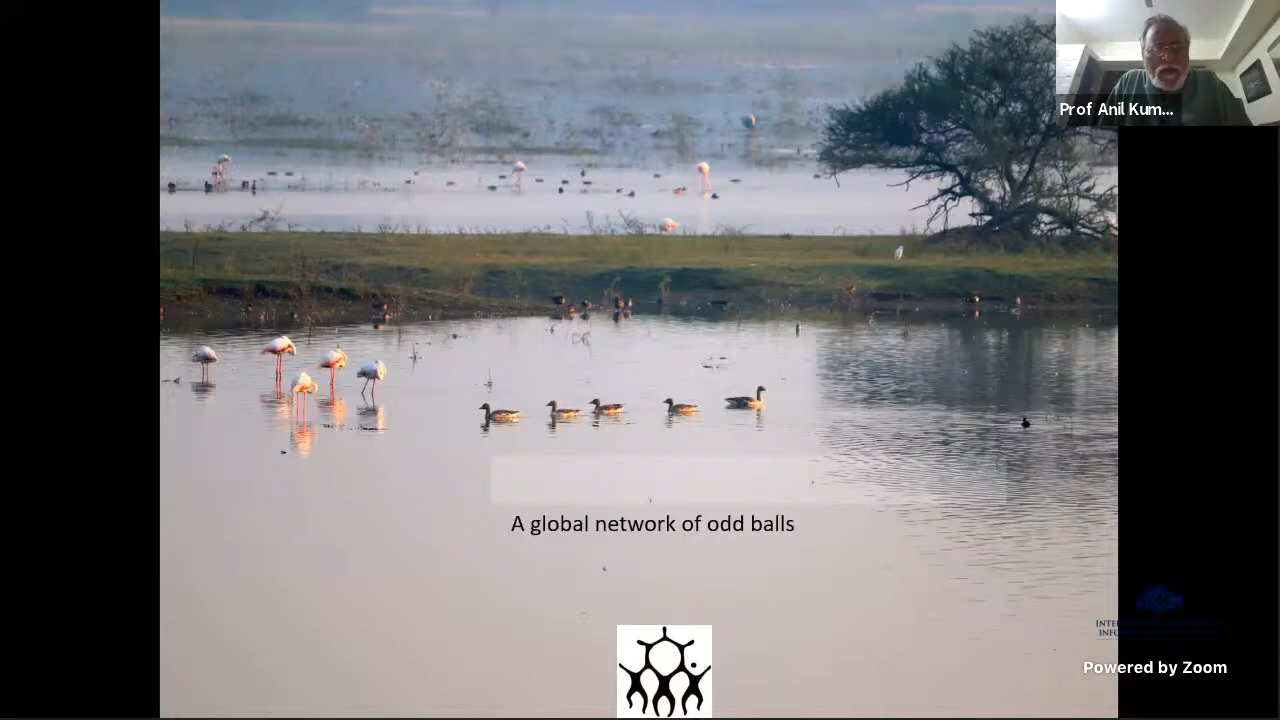 Prof Anil Kum...
A global network of odd balls
Powered by Zoom